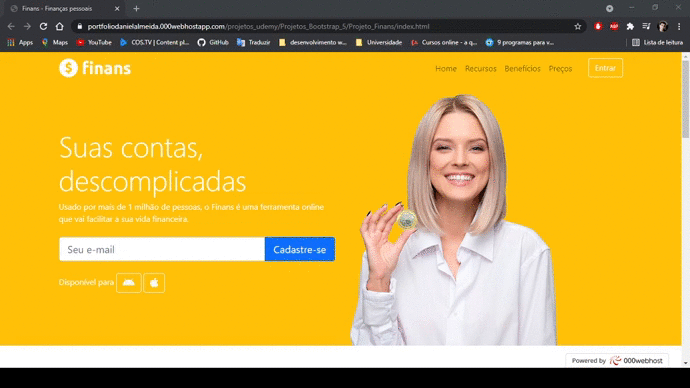 Finans - Finanças pessoais
portfoliodanielalmeida.000webhostapp.com/projetos_udemy/Projetos_Bootstrap_5/Projeto_Finans/index.html
Apps Maps YouTube COS.TV | Content pl... GitHub Traduzir desenvolvimento w... Universidade Cursos online - a q... 9 programas para v... Lista de leitura
finans Home Recursos Benefícios Preços Entrar
Suas contas,
descomplicadas
Usado por mais de 1 milhão de pessoas, o Finans é uma ferramenta online
que vai facilitar a sua vida financeira.
Seu e-mail Cadastre-se
Disponível para
Powered by 000webhost